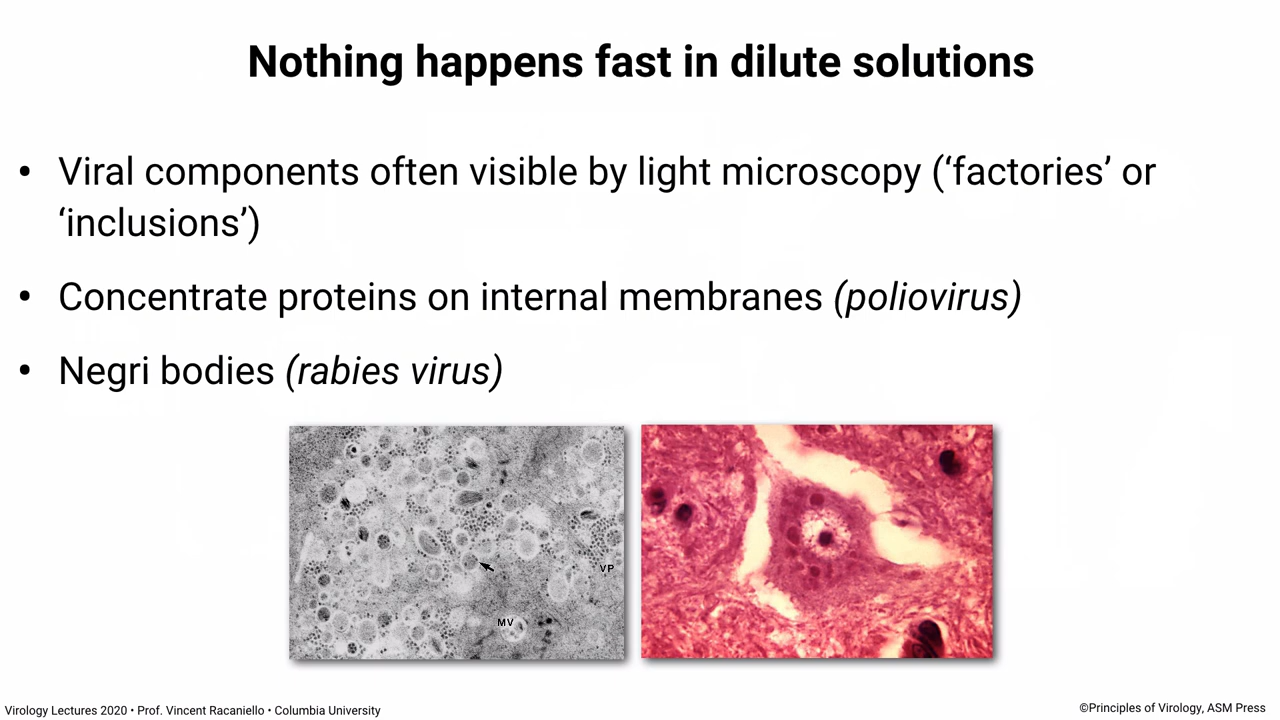 Nothing happens fast in dilute solutions
• Viral components often visible by light microscopy (‘factories’ or
‘inclusions’)
• Concentrate proteins on internal membranes (poliovirus)
• Negri bodies (rabies virus)
VP
MV
Virology Lectures 2020 • Prof. Vincent Racaniello • Columbia University
©Principles of Virology, ASM Press